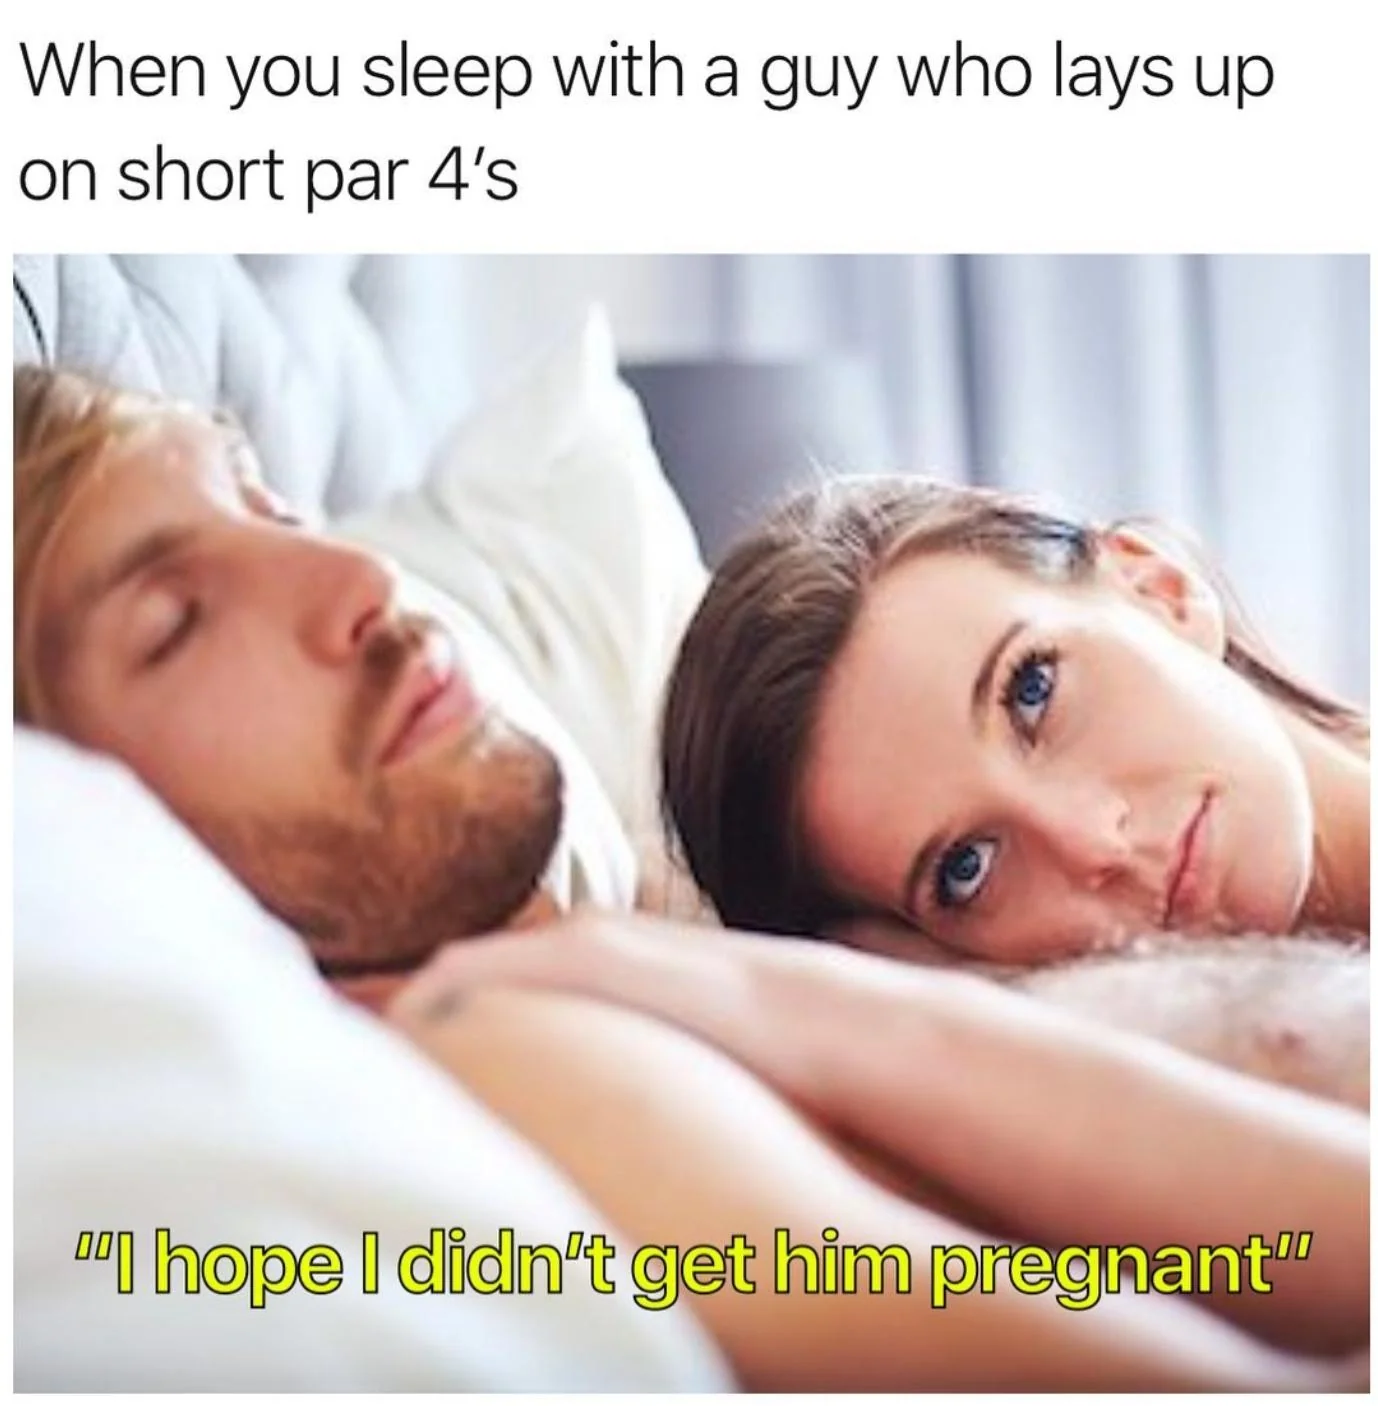 When you sleep with a guy who lays up
on short par 4's
"I hope I didn't get him pregnant"